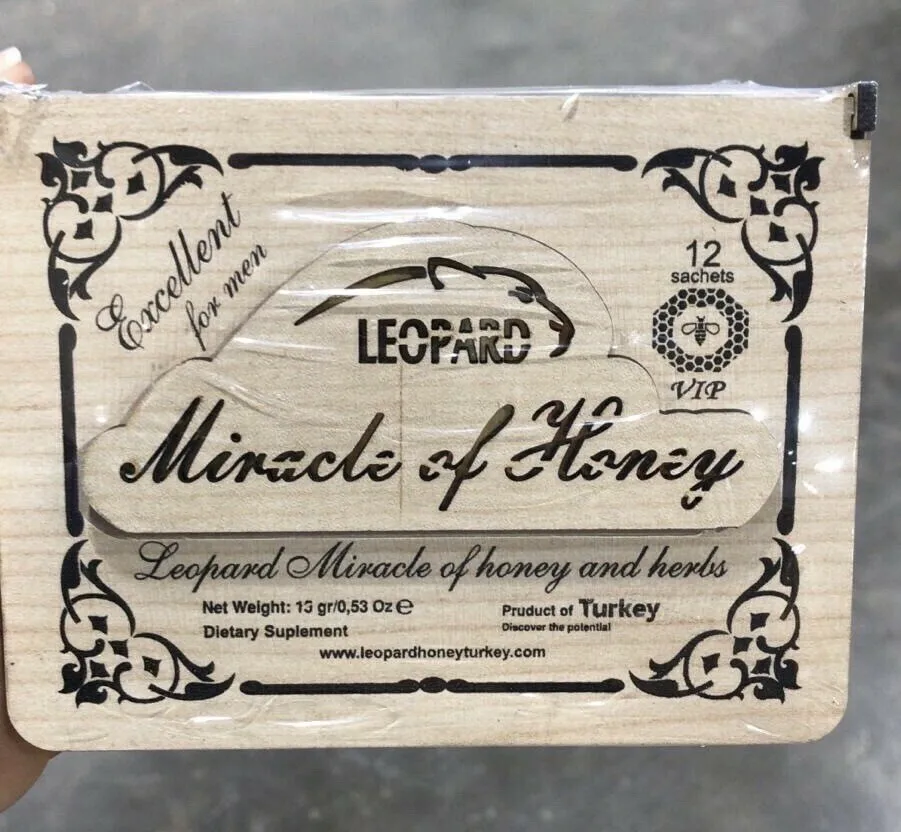 Excellent
for men
12
sachets
LEOPARD
VIP
Miracle of Honey
Leopard Miracle of honey and herbs
Net Weight: 15 gr/0,53 Oz ℮
Dietary Suplement
Pruduct of Turkey
Discover the potential
www.leopardhoneyturkey.com